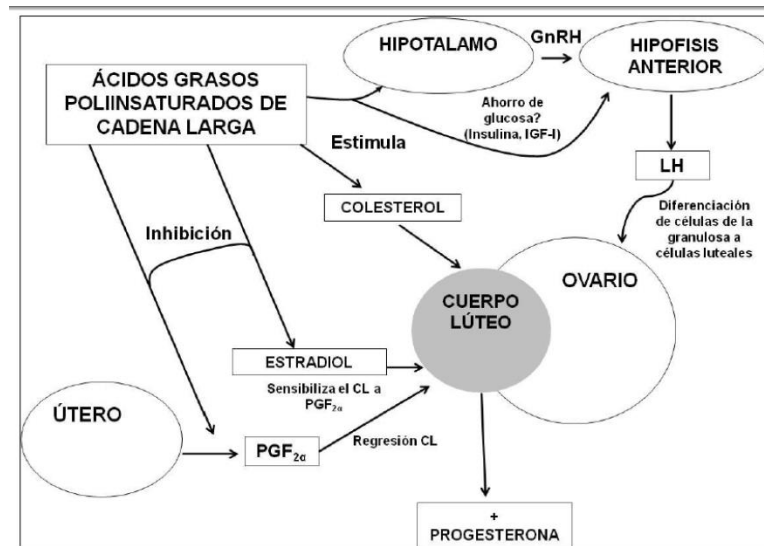 HIPOTALAMO
GnRH
HIPOFISIS
ANTERIOR
ÁCIDOS GRASOS
POLIINSATURADOS DE
CADENA LARGA
Ahorro de
glucosa?
(Insulina, IGF-I)
Estimula
LH
COLESTEROL
Diferenciación
de células de la
granulosa a
células luteales
Inhibición
OVARIO
CUERPO
LÚTEO
ESTRADIOL
Sensibiliza el CL a
PGF2α
ÚTERO
PGF2α
Regresión CL
+
PROGESTERONA